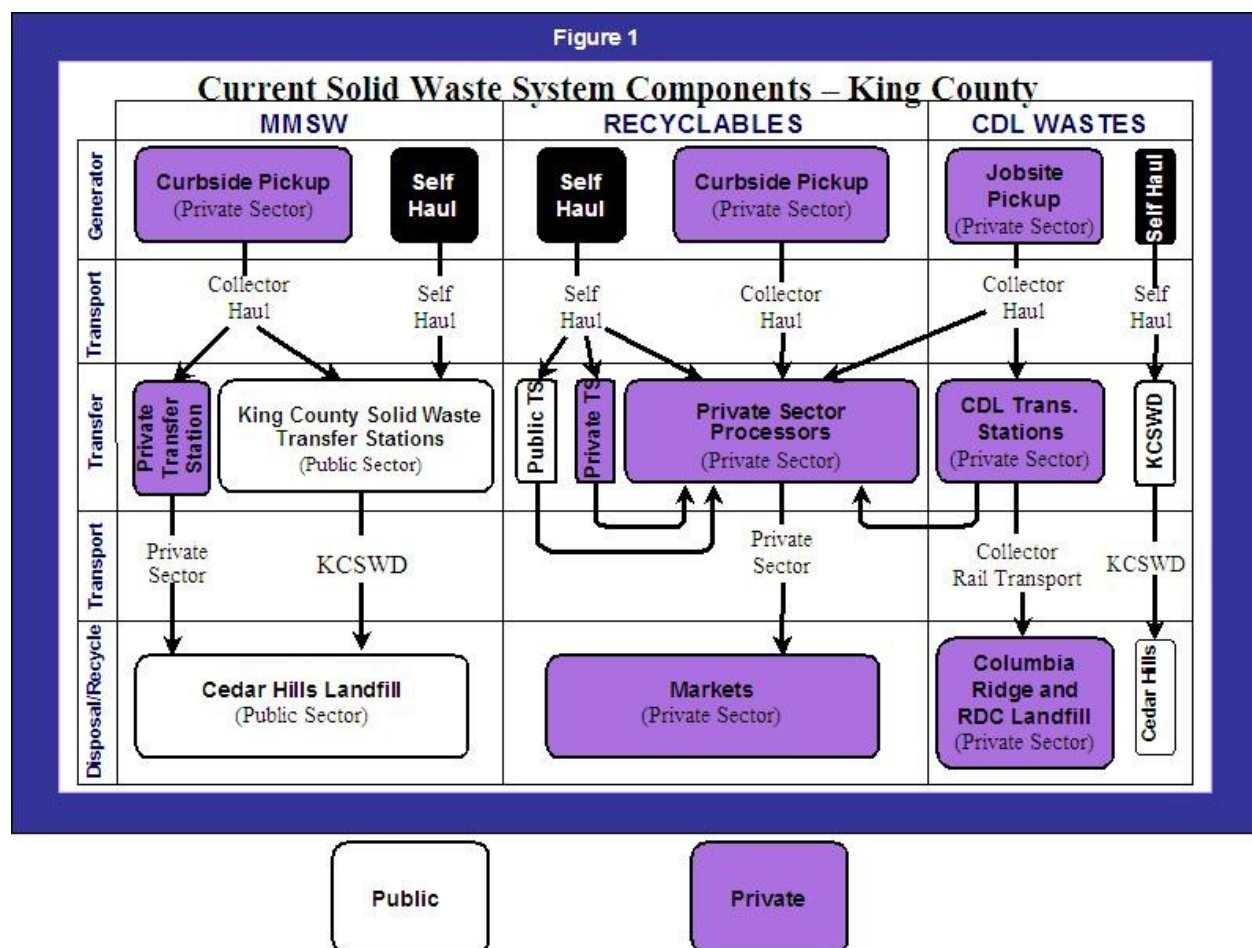 Figure 1
Current Solid Waste System Components – King County
MMSW
RECYCLABLES
CDL WASTES
Generator
Curbside Pickup
(Private Sector)
Self
Haul
Self
Haul
Curbside Pickup
(Private Sector)
Jobsite
Pickup
(Private Sector)
Self Haul
Transport
Collector
Haul
Self
Haul
Self
Haul
Collector
Haul
Collector
Haul
Self
Haul
Transfer
Private
Transfer
Station
King County Solid Waste
Transfer Stations
(Public Sector)
Public TS
Private TS
Private Sector
Processors
(Private Sector)
CDL Trans.
Stations
(Private Sector)
KCSWD
Transport
Private
Sector
KCSWD
Private
Sector
Collector
Rail Transport
KCSWD
Disposal/Recycle
Cedar Hills Landfill
(Public Sector)
Markets
(Private Sector)
Columbia
Ridge and
RDC Landfill
(Private Sector)
Cedar Hills
Public
Private